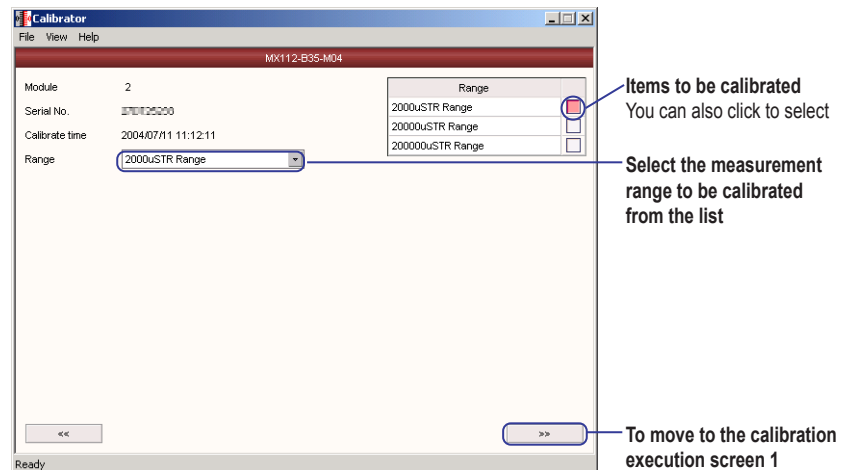 Calibrator
File View Help
MX112-B35-M04
Module 2
Serial No.
Calibrate time 2004/07/11 11:12:11
Range 2000uSTR Range
Range
2000uSTR Range
20000uSTR Range
200000uSTR Range
Items to be calibrated
You can also click to select
Select the measurement
range to be calibrated
from the list
<<
>>
To move to the calibration
execution screen 1
Ready